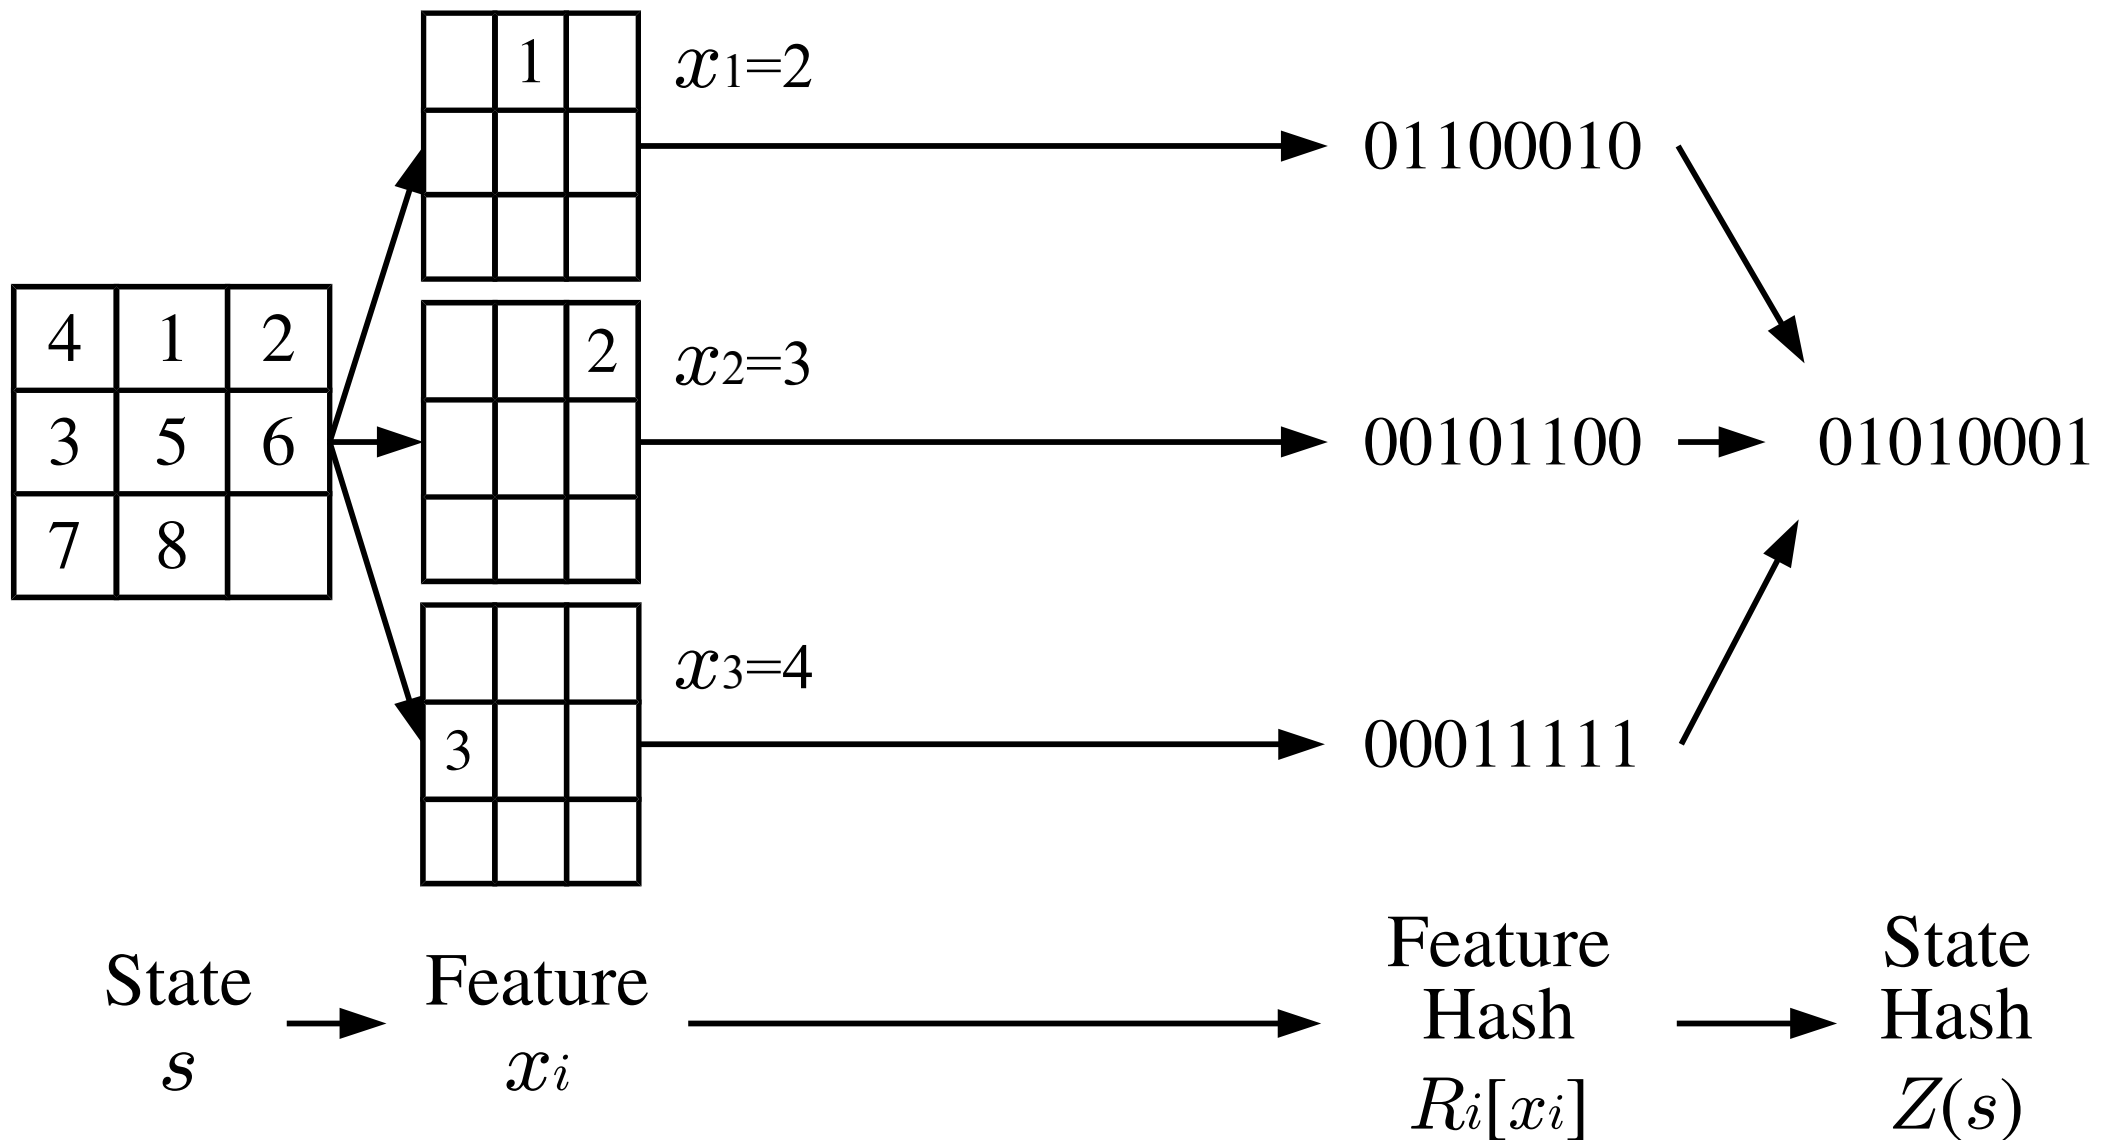 4 1 2
3 5 6
7 8
1
x1=2
2
x2=3
3
x3=4
01100010
00101100
00011111
01010001
State
s
Feature
xi
Feature
Hash
Ri[xi]
State
Hash
Z(s)